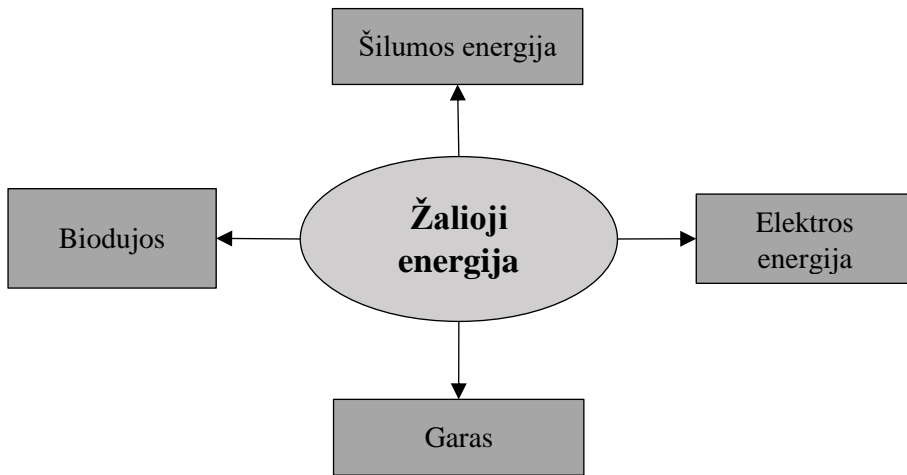 Šilumos energija
Biodujos
Žalioji
energija
Elektros
energija
Garas